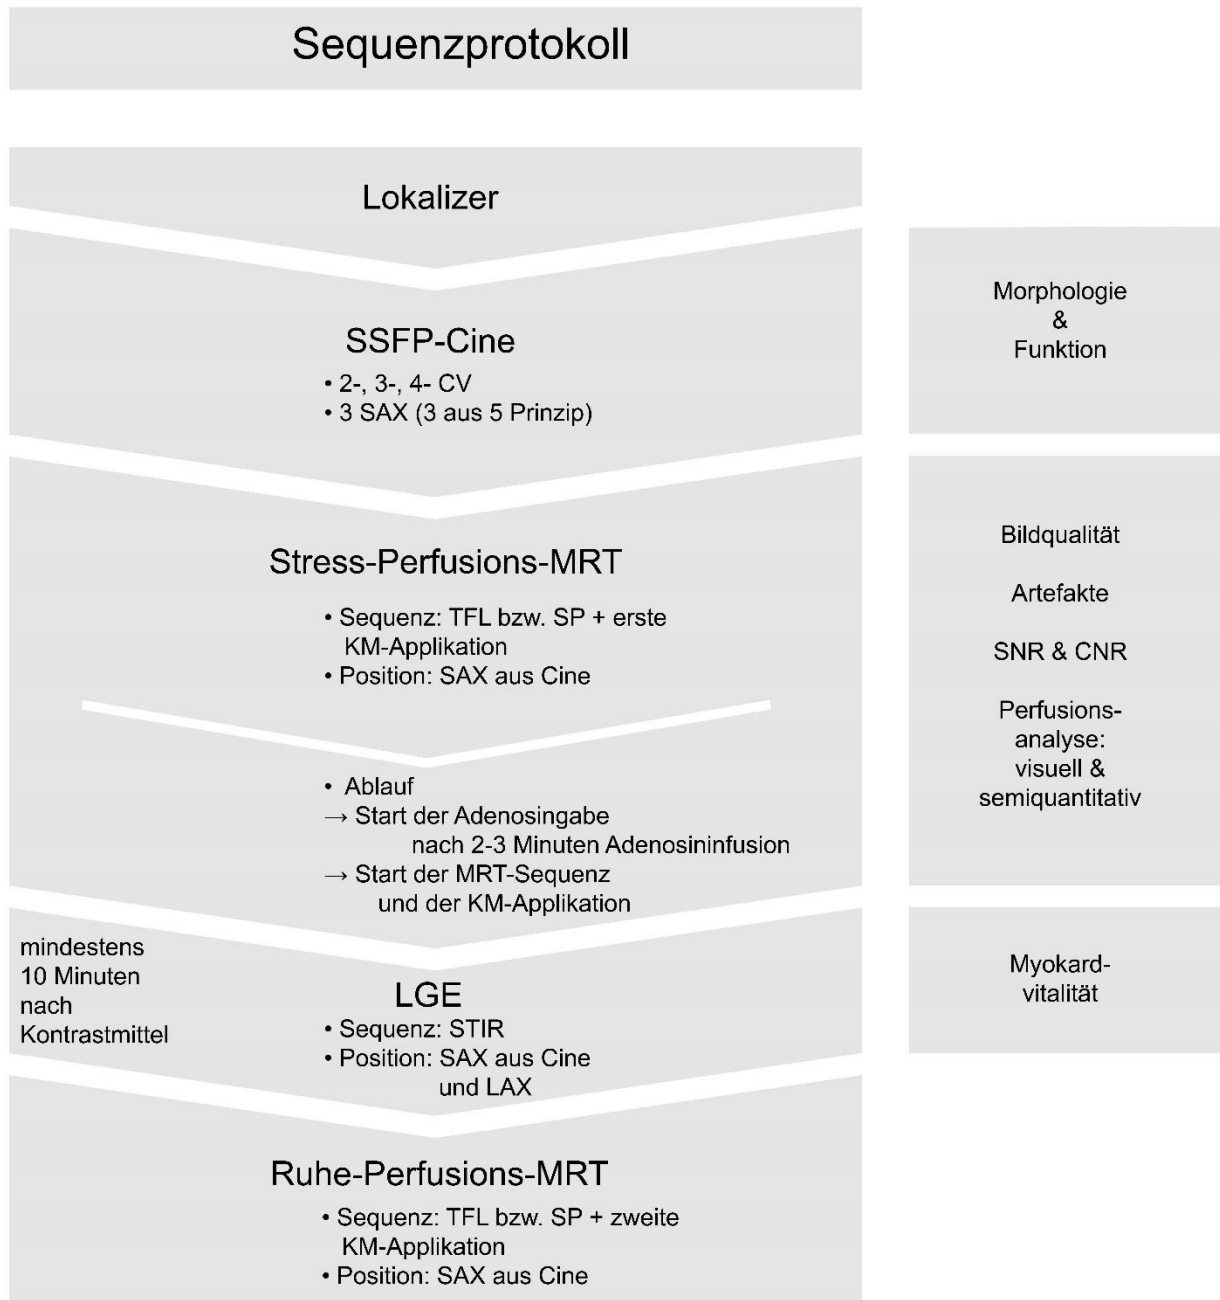 Sequenzprotokoll
Lokalizer
SSFP-Cine
• 2-, 3-, 4- CV
• 3 SAX (3 aus 5 Prinzip)
Morphologie
&
Funktion
Stress-Perfusions-MRT
• Sequenz: TFL bzw. SP + erste
KM-Applikation
• Position: SAX aus Cine
• Ablauf
→ Start der Adenosingabe
nach 2-3 Minuten Adenosininfusion
→ Start der MRT-Sequenz
und der KM-Applikation
Bildqualität
Artefakte
SNR & CNR
Perfusions-
analyse:
visuell &
semiquantitativ
mindestens
10 Minuten
nach
Kontrastmittel
LGE
• Sequenz: STIR
• Position: SAX aus Cine
und LAX
Myokard-
vitalität
Ruhe-Perfusions-MRT
• Sequenz: TFL bzw. SP + zweite
KM-Applikation
• Position: SAX aus Cine